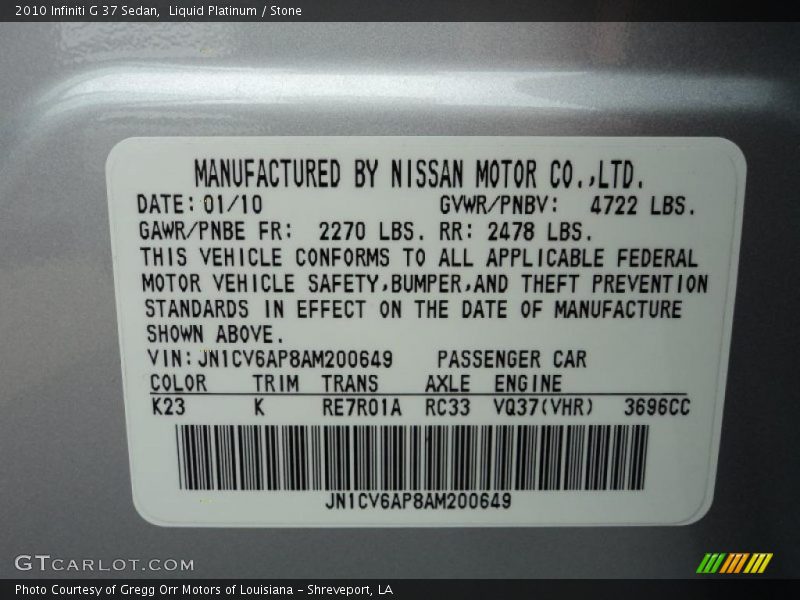 2010 Infiniti G 37 Sedan,  Liquid Platinum / Stone
MANUFACTURED BY NISSAN MOTOR CO.,LTD.
DATE: 01/10 GVWR/PNBV: 4722 LBS.
GAWR/PNBE FR: 2270 LBS. RR: 2478 LBS.
THIS VEHICLE CONFORMS TO ALL APPLICABLE FEDERAL
MOTOR VEHICLE SAFETY,BUMPER,AND THEFT PREVENTION
STANDARDS IN EFFECT ON THE DATE OF MANUFACTURE
SHOWN ABOVE.
VIN: JN1CV6AP8AM200649 PASSENGER CAR
COLOR TRIM TRANS AXLE ENGINE
K23 K RE7R01A RC33 VQ37(VHR) 3696CC
JN1CV6AP8AM200649
GTCARLOT.COM
Photo Courtesy of Gregg Orr Motors of Louisiana - Shreveport, LA